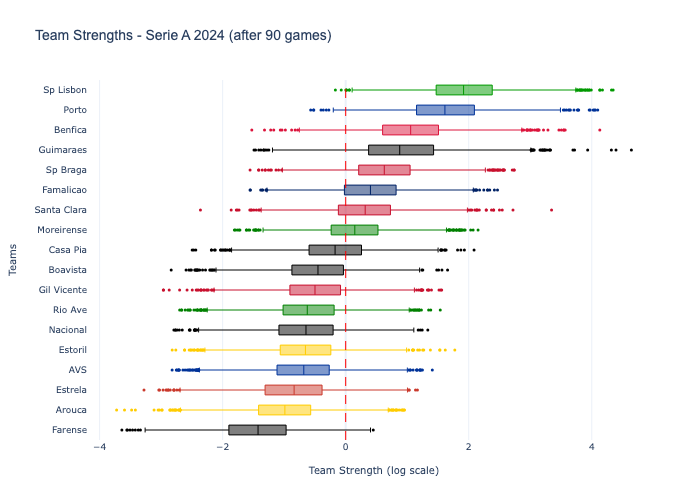 Team Strengths - Serie A 2024 (after 90 games)
Sp Lisbon
Porto
Benfica
Guimaraes
Sp Braga
Famalicao
Santa Clara
Moreirense
Casa Pia
Boavista
Gil Vicente
Rio Ave
Nacional
Estoril
AVS
Estrela
Arouca
Farense
Teams
−4 −2 0 2 4
Team Strength (log scale)